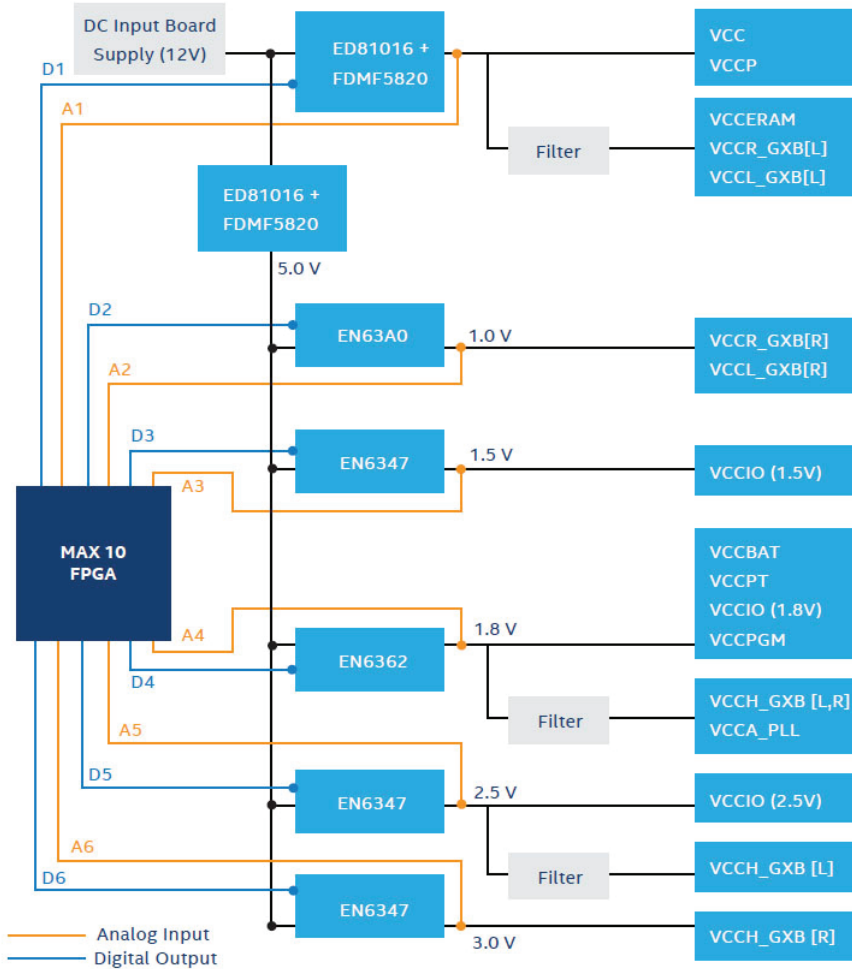 DC Input Board
Supply (12V)
ED81016 +
FDMF5820
VCC
VCCP
D1
A1
Filter
VCCERAM
VCCR_GXB[L]
VCCL_GXB[L]
ED81016 +
FDMF5820
5.0 V
D2
EN63A0
1.0 V
VCCR_GXB[R]
VCCL_GXB[R]
A2
D3
EN6347
1.5 V
VCCIO (1.5V)
A3
MAX 10
FPGA
VCCBAT
VCCPT
VCCIO (1.8V)
VCCPGM
A4
EN6362
1.8 V
D4
Filter
VCCH_GXB [L,R]
VCCA_PLL
A5
D5
EN6347
2.5 V
VCCIO (2.5V)
A6
D6
Filter
VCCH_GXB [L]
EN6347
3.0 V
VCCH_GXB [R]
Analog Input
Digital Output